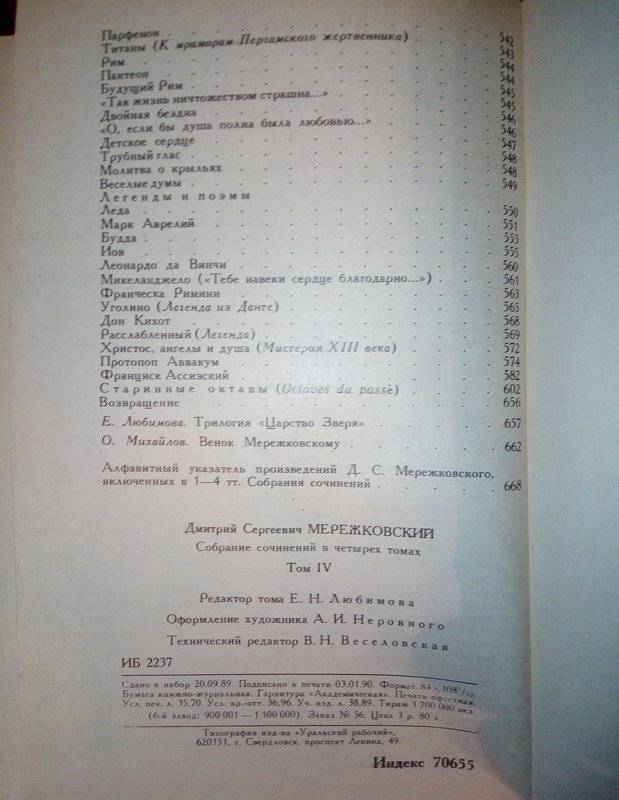 Парфенон . . . . . . . . . . . . 542
Титаны (К мраморам Пергамского жертвенника) . . . . 543
Рим . . . . . . . . . . . . 544
Пантеон . . . . . . . . . . . . 544
Будущий Рим . . . . . . . . . . . . 545
«Так жизнь ничтожеством страшна...» . . . . . . 545
Двойная бездна . . . . . . . . . . . . 546
«О, если бы душа полна была любовью...» . . . . . . 546
Детское сердце . . . . . . . . . . . . 547
Трубный глас . . . . . . . . . . . . 548
Молитва о крыльях . . . . . . . . . . . . 548
Веселые думы . . . . . . . . . . . . 549
Легенды и поэмы
Леда . . . . . . . . . . . . 550
Марк Аврелий . . . . . . . . . . . . 551
Будда . . . . . . . . . . . . 553
Иов . . . . . . . . . . . . 555
Леонардо да Винчи . . . . . . . . . . . . 560
Микеланджело («Тебе навеки сердце благодарно...») . . . 561
Франческа Римини . . . . . . . . . . . . 563
Уголино (Легенда из Данте) . . . . . . . . 565
Дон Кихот . . . . . . . . . . . . 568
Расслабленный (Легенда) . . . . . . . . . 569
Христос, ангелы и душа (Мистерия XIII века) . . . . 572
Протопоп Аввакум . . . . . . . . . . . . 574
Франциск Ассизский . . . . . . . . . . . . 582
Старинные октавы (Octaves du passé) . . . . 602
Возвращение . . . . . . . . . . . . 656
Е. Любимова. Трилогия «Царство Зверя» . . . . . . 657
О. Михайлов. Венок Мережковскому . . . . . . 662
Алфавитный указатель произведений Д. С. Мережковского,
включенных в 1—4 тт. Собрания сочинений . . . . . 668
Дмитрий Сергеевич МЕРЕЖКОВСКИЙ
Собрание сочинений в четырех томах
Том IV
Редактор тома Е. Н. Любимова
Оформление художника А. И. Неровного
Технический редактор В. Н. Веселовская
ИБ 2237
Сдано в набор 20.09.89. Подписано к печати 03.01.90. Формат 84×108 1/32.
Бумага книжно-журнальная. Гарнитура «Академическая». Печать офсетная.
Усл. печ. л. 35,70. Усл. кр.-отт. 36,96. Уч. изд. л. 38,89. Тираж 1 700 000 экз.
(6-й завод: 900 001 — 1 100 000). Заказ № 56. Цена 3 р. 80 к.
Типография изд-ва «Уральский рабочий»,
620151, г. Свердловск, проспект Ленина, 49.
Индекс 70655